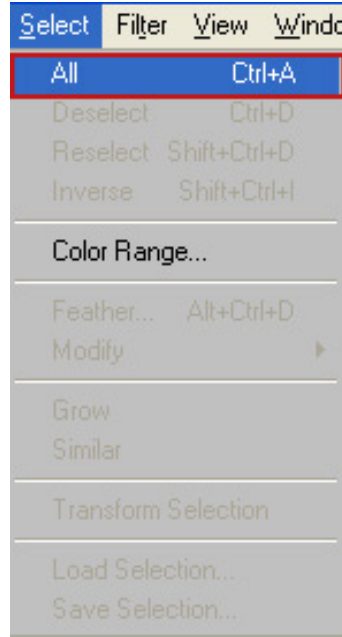 Select Filter View Windo
All Ctrl+A
Deselect Ctrl+D
Reselect Shift+Ctrl+D
Inverse Shift+Ctrl+I
Color Range...
Feather... Alt+Ctrl+D
Modify
Grow
Similar
Transform Selection
Load Selection...
Save Selection...